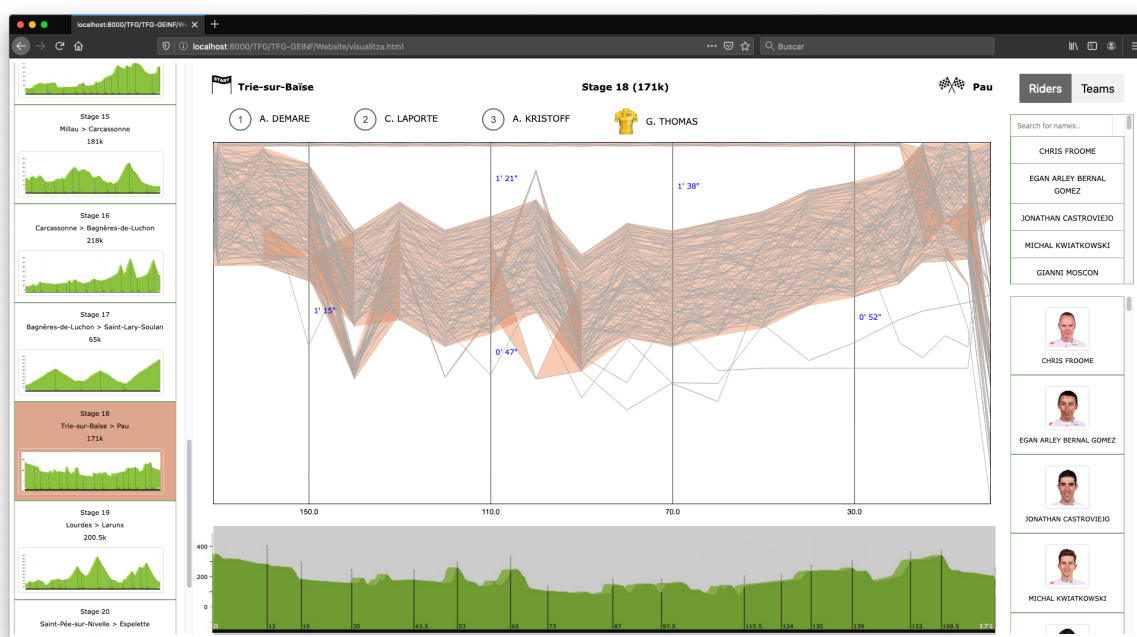 localhost:8000/TFG/TFG-GEINF/We
localhost:8000/TFG/TFG-GEINF/Website/visualitza.html
Buscar
Stage 15
Millau > Carcassonne
181k
Stage 16
Carcassonne > Bagnères-de-Luchon
218k
Stage 17
Bagnères-de-Luchon > Saint-Lary-Soulan
65k
Stage 18
Trie-sur-Baïse > Pau
171k
Stage 19
Lourdes > Laruns
200.5k
Stage 20
Saint-Pée-sur-Nivelle > Espelette
START
Trie-sur-Baïse
Stage 18 (171k)
Pau
1 A. DEMARE
2 C. LAPORTE
3 A. KRISTOFF
G. THOMAS
1' 21"
1' 38"
1' 15"
0' 52"
0' 47"
150.0 110.0 70.0 30.0
400
200
0
0 12 19 30 43.5 53 65 73 87 97.5 115.5 124 130 139 152 158.5 171
Riders Teams
Search for names..
CHRIS FROOME
EGAN ARLEY BERNAL
GOMEZ
JONATHAN CASTROVIEJO
MICHAL KWIATKOWSKI
GIANNI MOSCON
CHRIS FROOME
EGAN ARLEY BERNAL GOMEZ
JONATHAN CASTROVIEJO
MICHAL KWIATKOWSKI